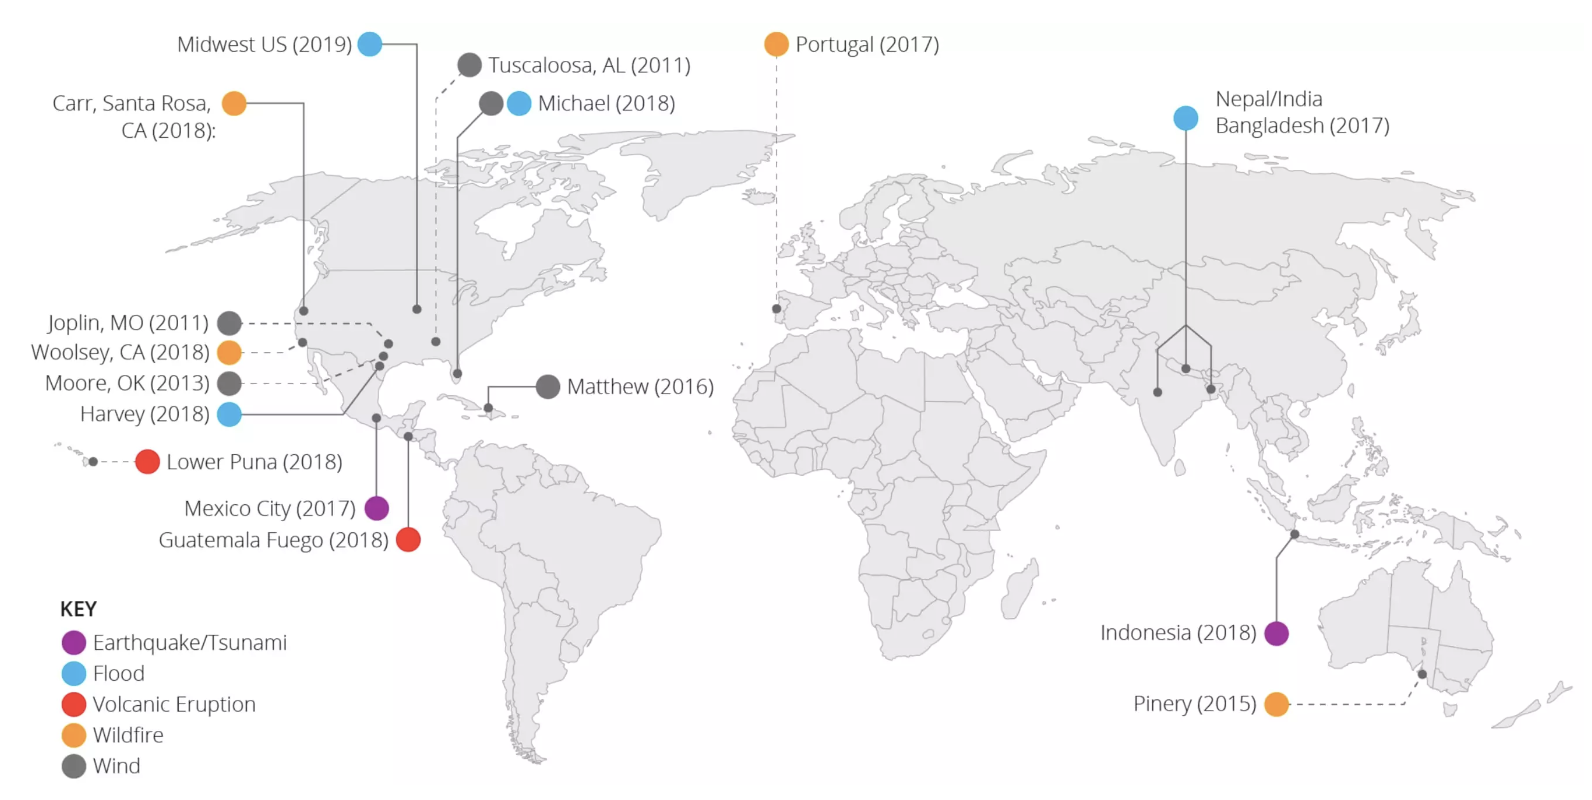 Midwest US (2019)
Tuscaloosa, AL (2011)
Portugal (2017)
Carr, Santa Rosa,
CA (2018):
Michael (2018)
Nepal/India
Bangladesh (2017)
Joplin, MO (2011)
Woolsey, CA (2018)
Moore, OK (2013)
Harvey (2018)
Matthew (2016)
Lower Puna (2018)
Mexico City (2017)
Guatemala Fuego (2018)
Indonesia (2018)
Pinery (2015)
KEY
Earthquake/Tsunami
Flood
Volcanic Eruption
Wildfire
Wind